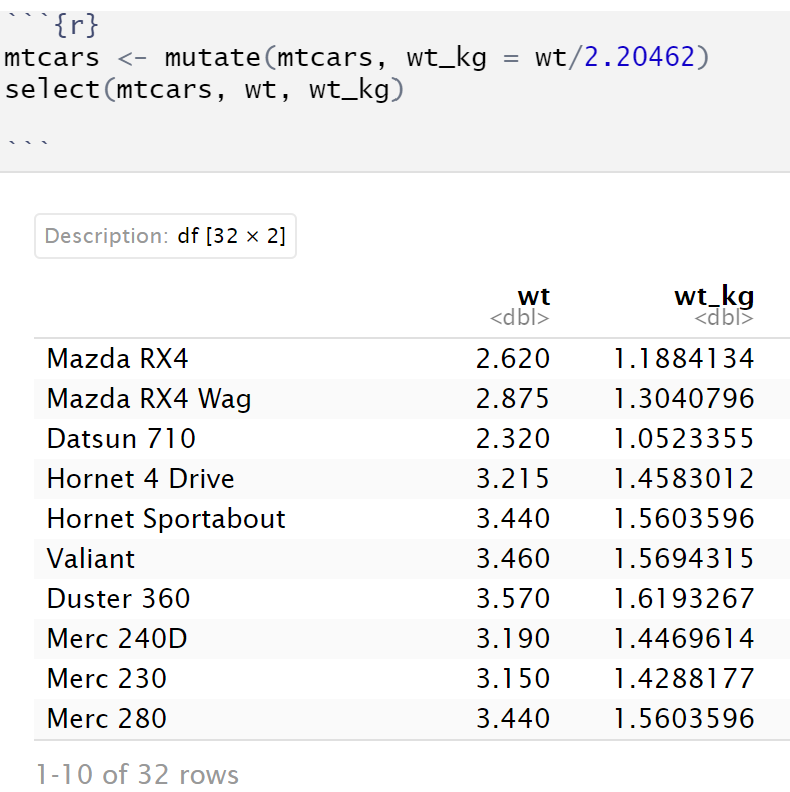 ```{r}
mtcars <- mutate(mtcars, wt_kg = wt/2.20462)
select(mtcars, wt, wt_kg)
```
Description: df [32 × 2]
wt wt_kg
<dbl> <dbl>
Mazda RX4 2.620 1.1884134
Mazda RX4 Wag 2.875 1.3040796
Datsun 710 2.320 1.0523355
Hornet 4 Drive 3.215 1.4583012
Hornet Sportabout 3.440 1.5603596
Valiant 3.460 1.5694315
Duster 360 3.570 1.6193267
Merc 240D 3.190 1.4469614
Merc 230 3.150 1.4288177
Merc 280 3.440 1.5603596
1-10 of 32 rows